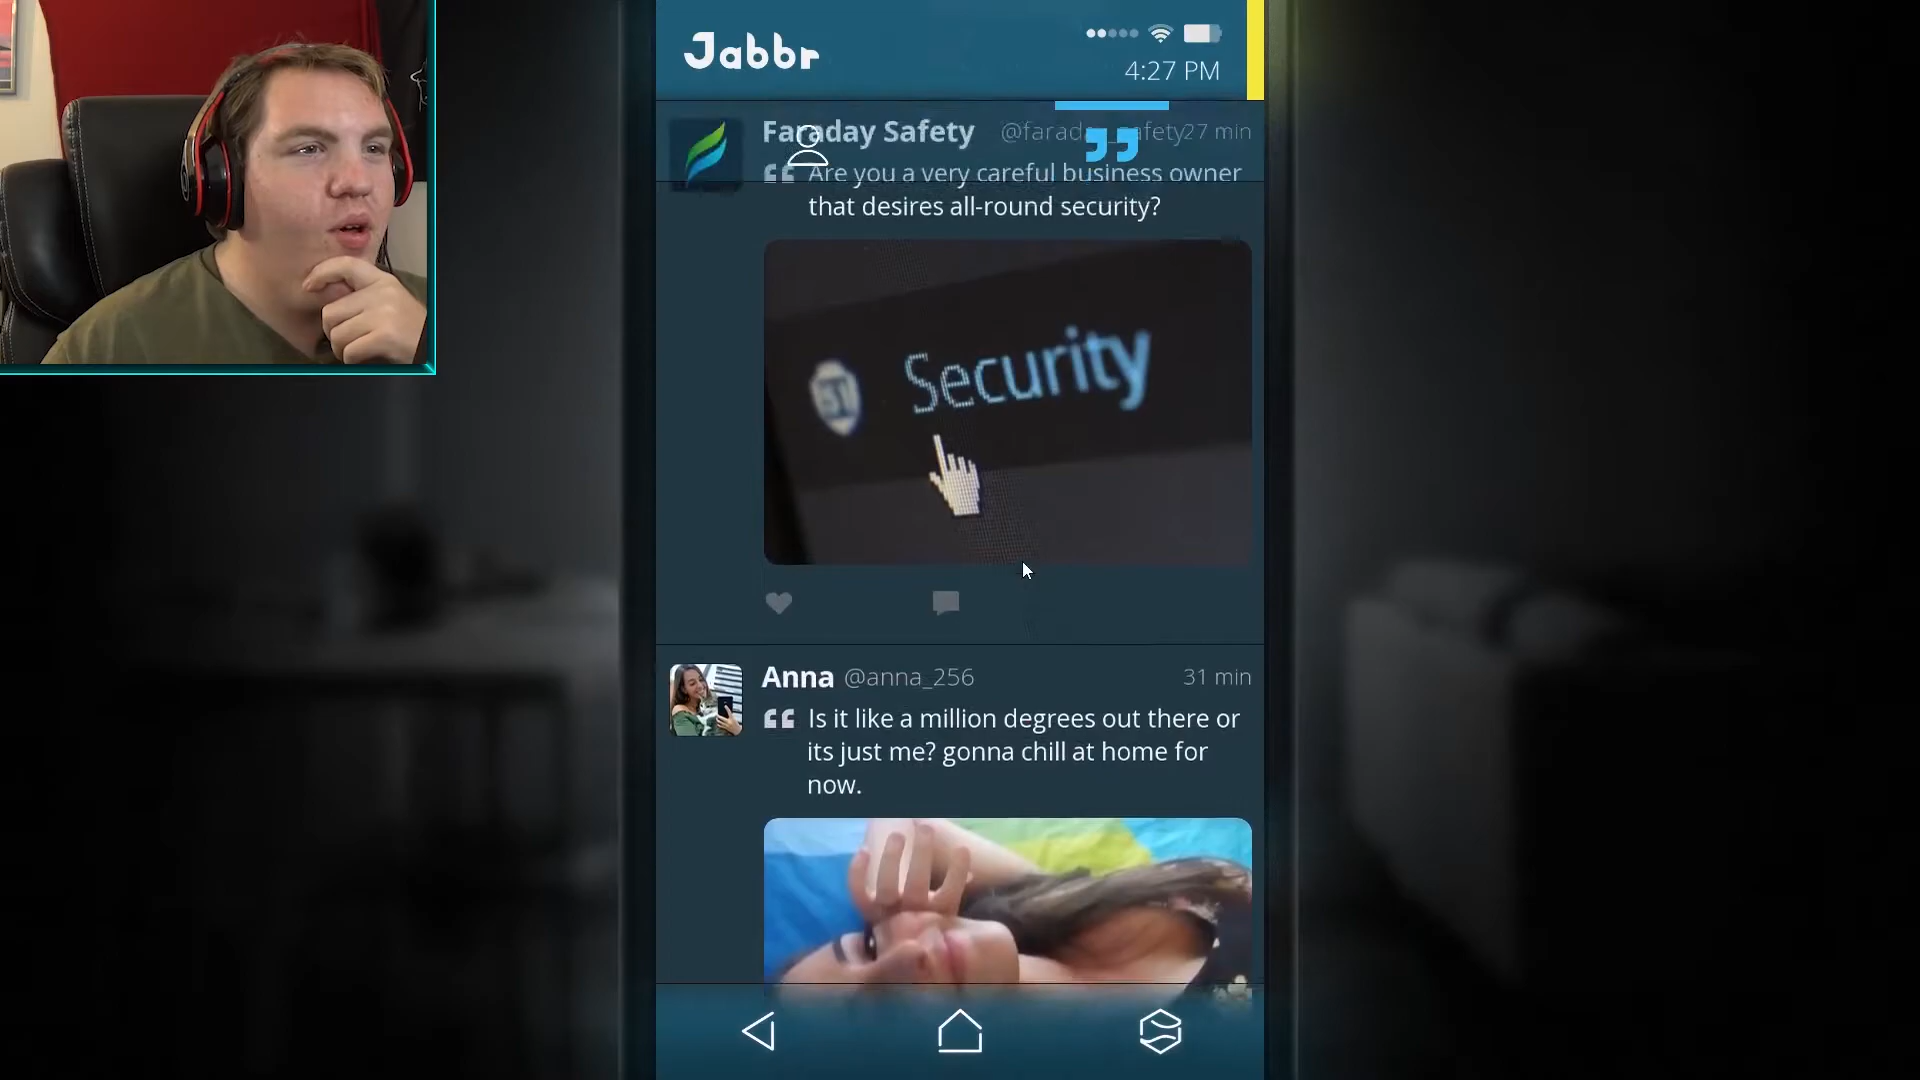 Jabbr
4:27 PM
Faraday Safety @faraday_safety 27 min
Are you a very careful business owner
that desires all-round security?
Security
Anna @anna_256 31 min
Is it like a million degrees out there or
its just me? gonna chill at home for
now.